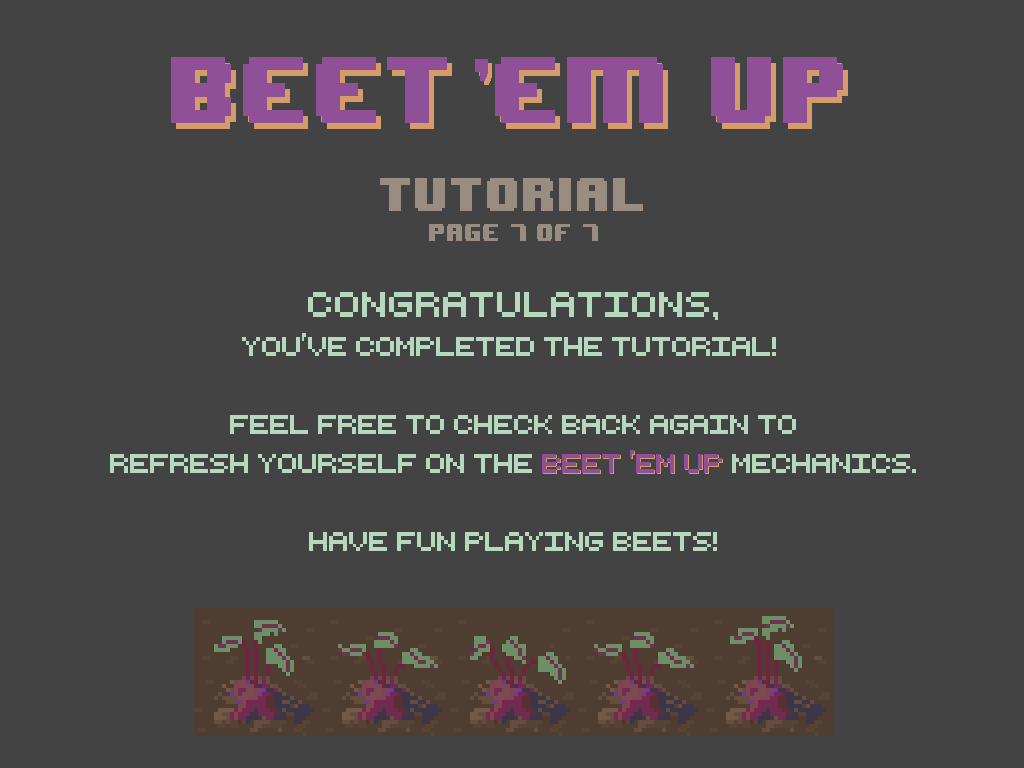 BEET 'EM UP
TUTORIAL
PAGE 7 OF 7
CONGRATULATIONS,
YOU'VE COMPLETED THE TUTORIAL!
FEEL FREE TO CHECK BACK AGAIN TO
REFRESH YOURSELF ON THE BEET 'EM UP MECHANICS.
HAVE FUN PLAYING BEETS!